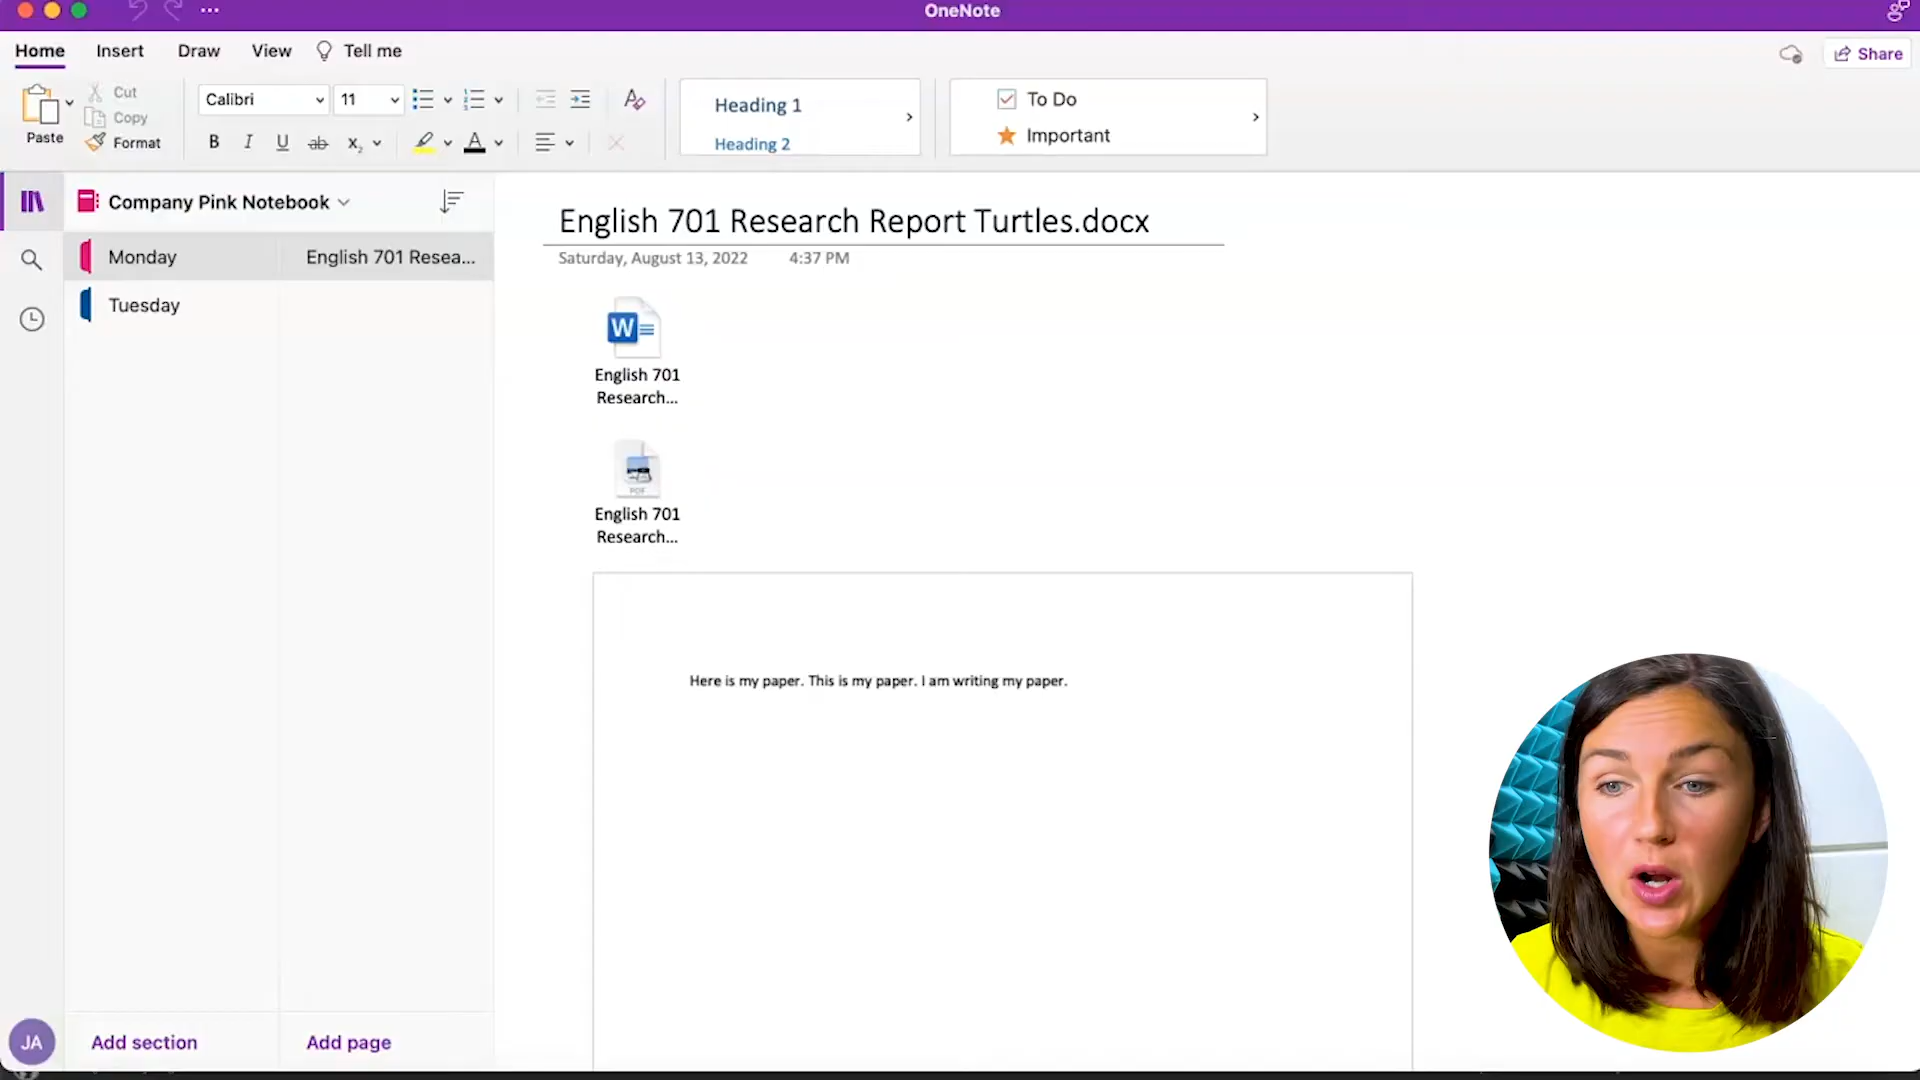 OneNote
Home Insert Draw View Tell me
Share
Paste
Cut
Copy
Format
Calibri 11
B I U ab x₂ A
Heading 1
Heading 2
To Do
Important
Company Pink Notebook
Monday
Tuesday
English 701 Resea...
English 701 Research Report Turtles.docx
Saturday, August 13, 2022 4:37 PM
W
English 701
Research...
PDF
English 701
Research...
Here is my paper. This is my paper. I am writing my paper.
JA
Add section
Add page